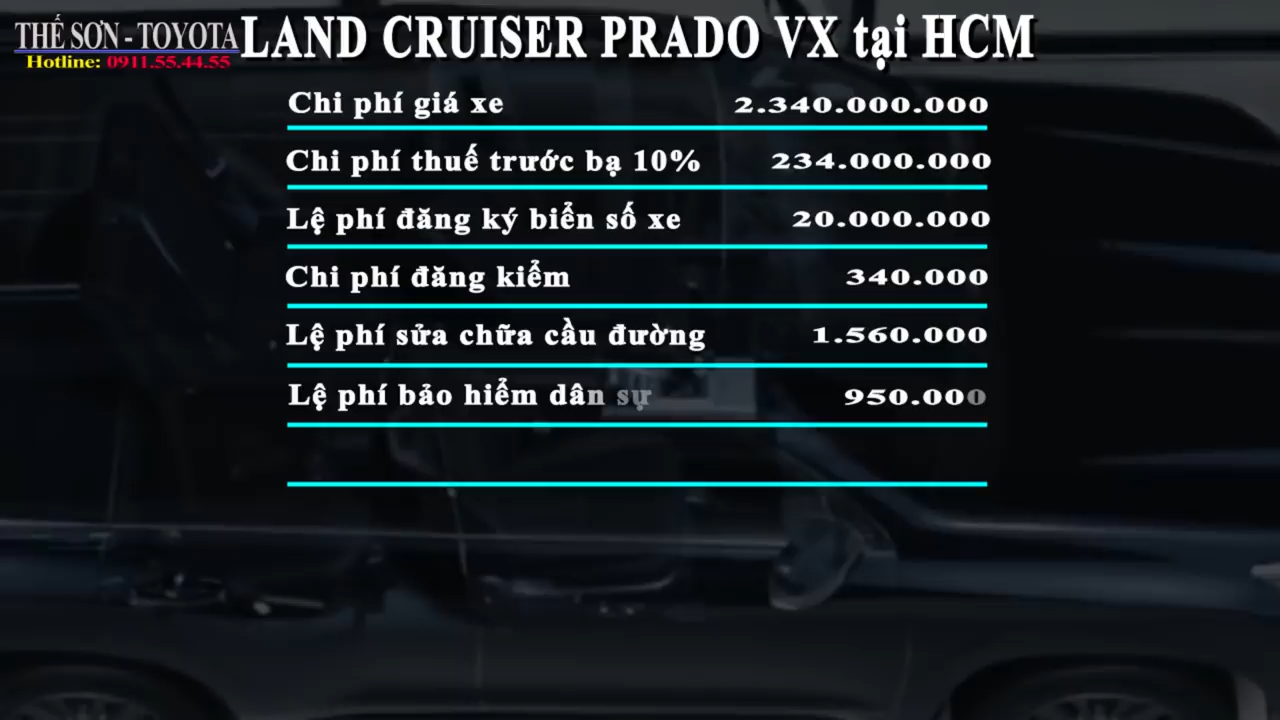 THẾ SƠN - TOYOTA
Hotline: 0911.55.44.55
LAND CRUISER PRADO VX tại HCM
Chi phí giá xe 2.340.000.000
Chi phí thuế trước bạ 10% 234.000.000
Lệ phí đăng ký biển số xe 20.000.000
Chi phí đăng kiểm 340.000
Lệ phí sửa chữa cầu đường 1.560.000
Lệ phí bảo hiểm dân sự 950.000